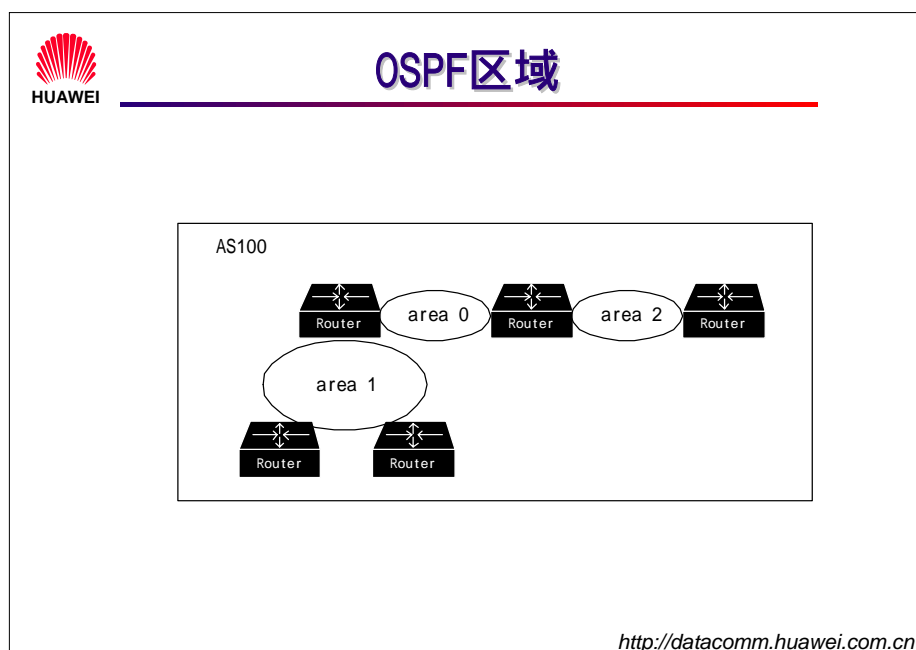 OSPF区域
HUAWEI
AS100
Router
area 0
Router
area 2
Router
area 1
Router
Router
http://datacomm.huawei.com.cn